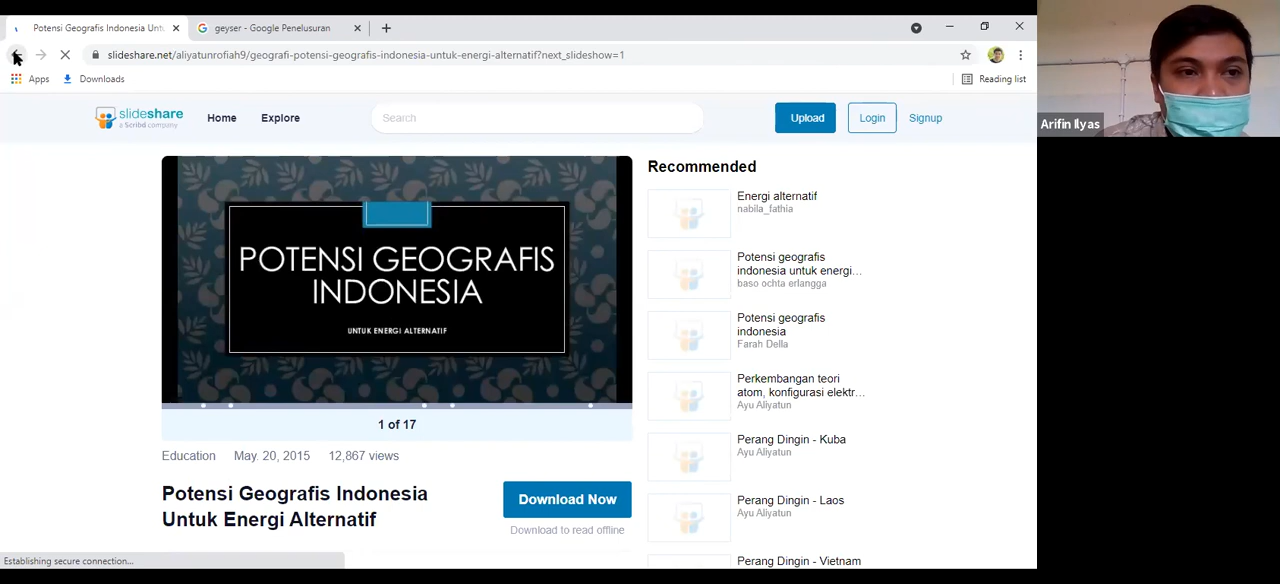 Potensi Geografis Indonesia Unt
geyser - Google Penelusuran
slideshare.net/aliyatunrofiah9/geografi-potensi-geografis-indonesia-untuk-energi-alternatif?next_slideshow=1
Apps
Downloads
Reading list
slideshare
a Scribd company
Home
Explore
Search
Upload
Login
Signup
Arifin Ilyas
POTENSI GEOGRAFIS
INDONESIA
UNTUK ENERGI ALTERNATIF
1 of 17
Education May. 20, 2015 12,867 views
Potensi Geografis Indonesia
Untuk Energi Alternatif
Download Now
Download to read offline
Recommended
Energi alternatif
nabila_fathia
Potensi geografis
indonesia untuk energi...
baso ochta erlangga
Potensi geografis
indonesia
Farah Della
Perkembangan teori
atom, konfigurasi elektr...
Ayu Aliyatun
Perang Dingin - Kuba
Ayu Aliyatun
Perang Dingin - Laos
Ayu Aliyatun
Perang Dingin - Vietnam
Establishing secure connection...